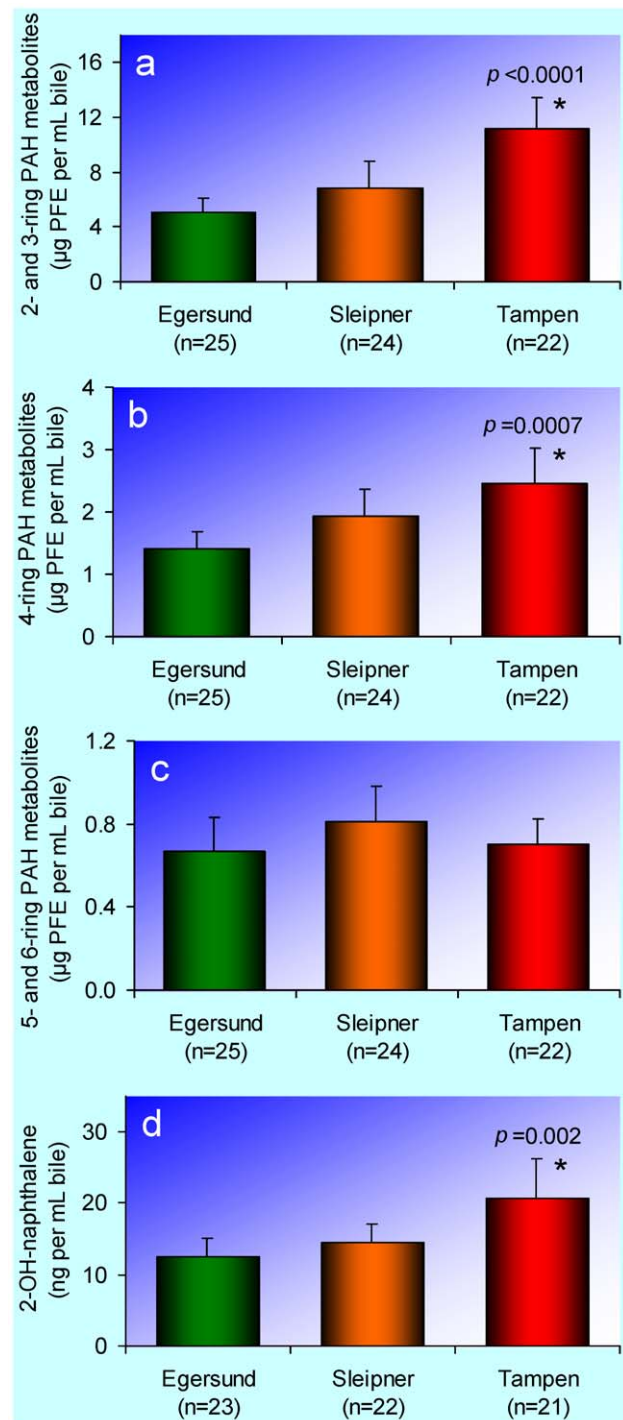 a
2- and 3-ring PAH metabolites
(µg PFE per mL bile)
16
12
8
4
0
p <0.0001
*
Egersund Sleipner Tampen
(n=25) (n=24) (n=22)
b
4-ring PAH metabolites
(µg PFE per mL bile)
4
3
2
1
0
p =0.0007
*
Egersund Sleipner Tampen
(n=25) (n=24) (n=22)
c
5- and 6-ring PAH metabolites
(µg PFE per mL bile)
1.2
0.8
0.4
0.0
Egersund Sleipner Tampen
(n=25) (n=24) (n=22)
d
2-OH-naphthalene
(ng per mL bile)
30
20
10
0
p =0.002
*
Egersund Sleipner Tampen
(n=23) (n=22) (n=21)